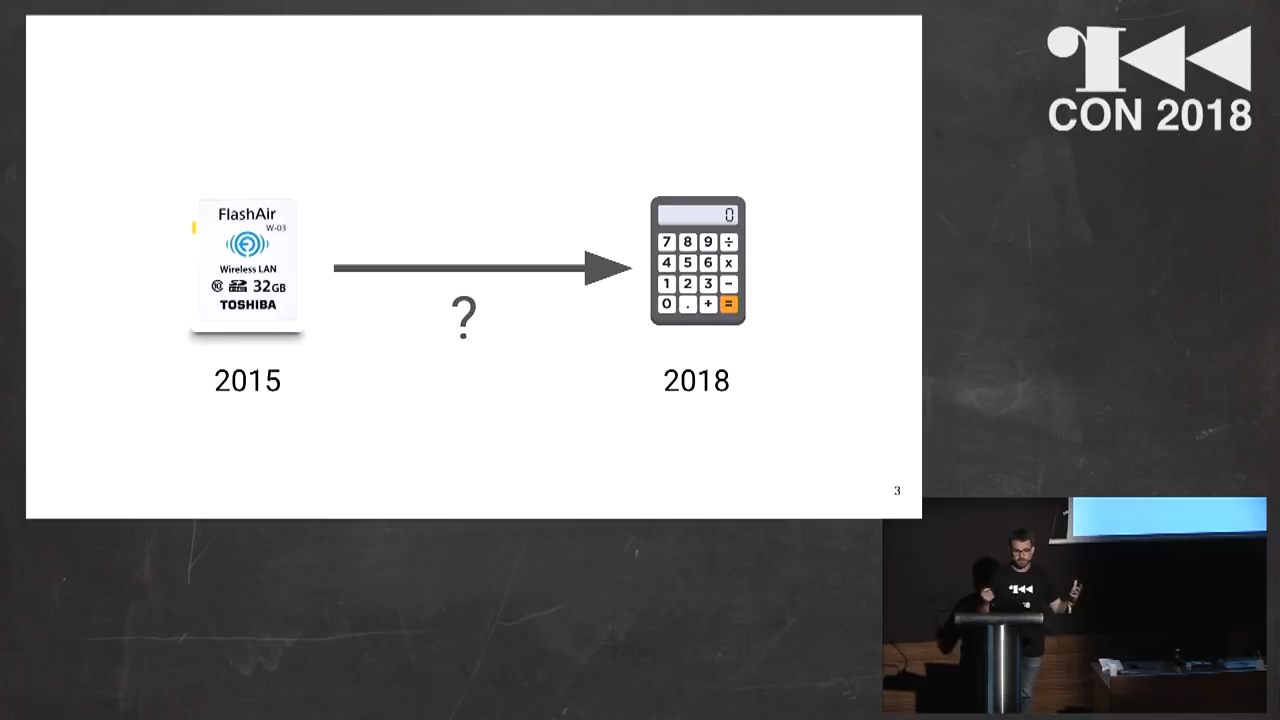 CON 2018
FlashAir
W-03
Wireless LAN
32GB
TOSHIBA
0
7 8 9 ÷
4 5 6 x
1 2 3 −
0 . + =
?
2015
2018
3